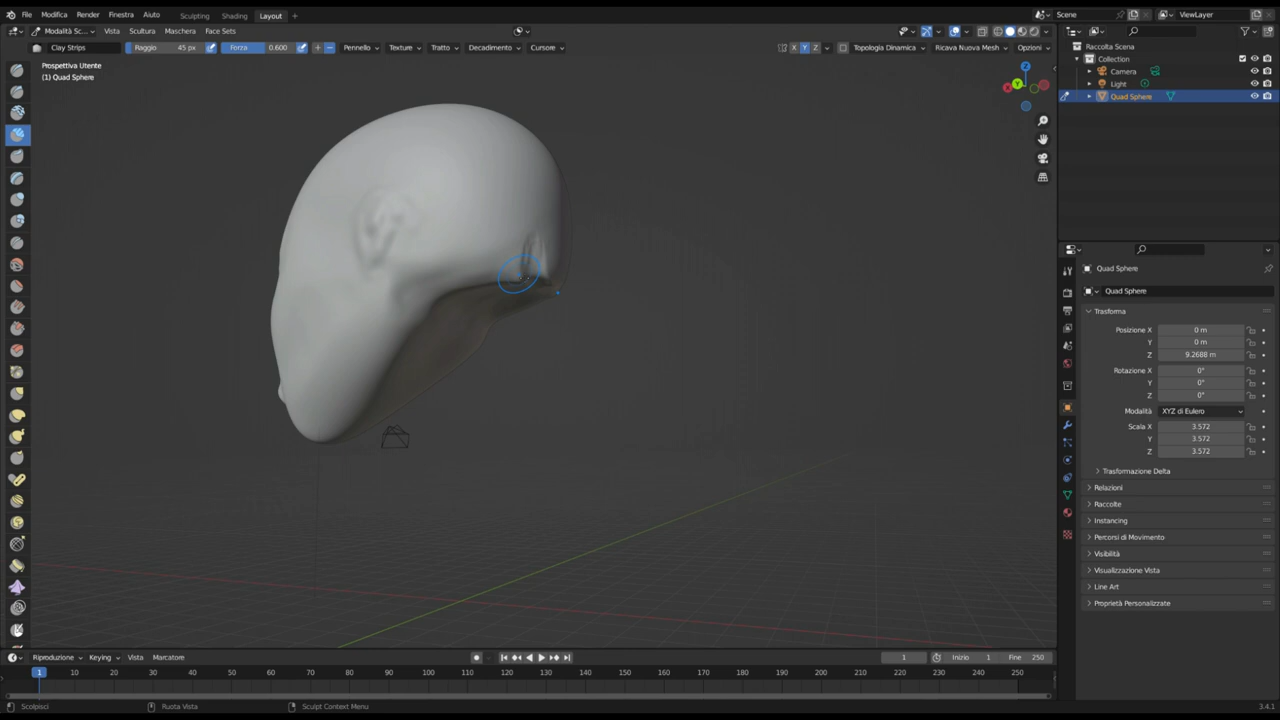 File Modifica Render Finestra Aiuto Sculpting Shading Layout + Scene ViewLayer
Modalità Sc... Vista Scultura Maschera Face Sets
Clay Strips Raggio 45 px Forza 0.600 + − Pennello Texture Tratto Decadimento Cursore X Y Z Topologia Dinamica Ricava Nuova Mesh Opzioni
Raccolta Scena
Collection
Camera
Light
Quad Sphere
Prospettiva Utente
(1) Quad Sphere
Z
Y
X
Quad Sphere
Quad Sphere
Trasforma
Posizione X 0 m
Y 0 m
Z 9.2688 m
Rotazione X 0°
Y 0°
Z 0°
Modalità XYZ di Eulero
Scala X 3.572
Y 3.572
Z 3.572
Trasformazione Delta
Relazioni
Raccolte
Instancing
Percorsi di Movimento
Visibilità
Visualizzazione Vista
Line Art
Proprietà Personalizzate
Riproduzione Keying Vista Marcatore 1 Inizio 1 Fine 250
1 10 20 30 40 50 60 70 80 90 100 110 120 130 140 150 160 170 180 190 200 210 220 230 240 250
Scolpisci Ruota Vista Sculpt Context Menu 3.4.1